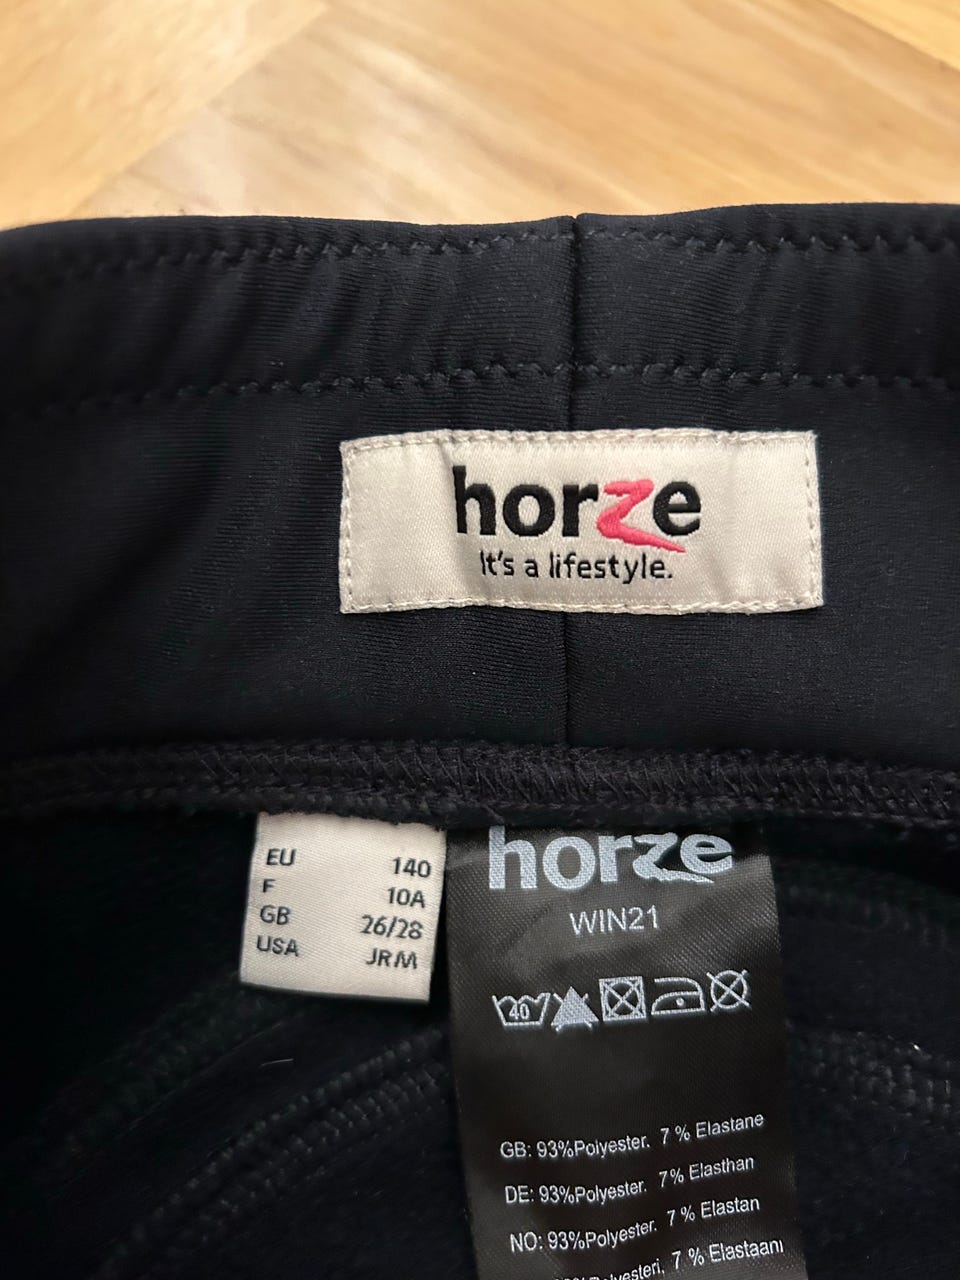 horze
It's a lifestyle.
EU 140
F 10A
GB 26/28
USA JRM
horze
WIN21
40
GB: 93%Polyester. 7 % Elastane
DE: 93%Polyester. 7% Elasthan
NO: 93%Polyester. 7 % Elastan
7 % Elastaani